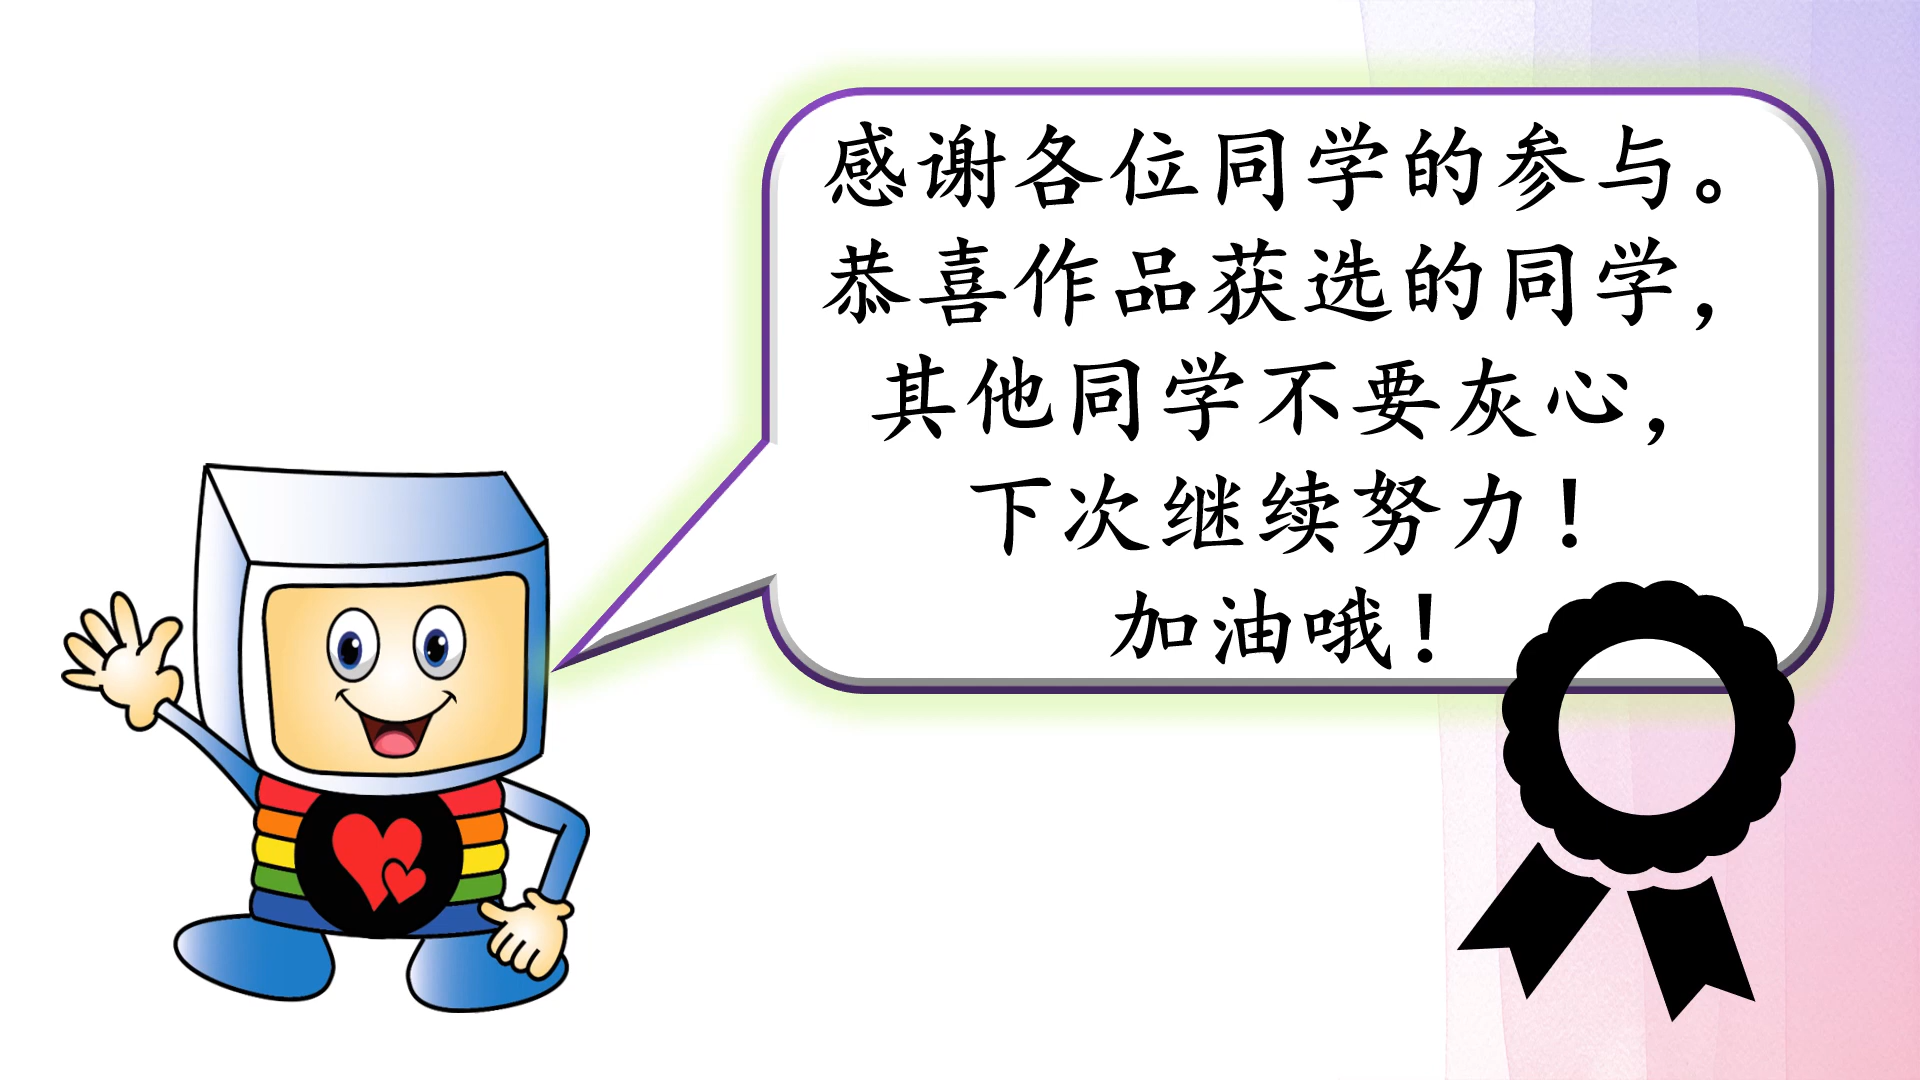 感谢各位同学的参与。
恭喜作品获选的同学，
其他同学不要灰心，
下次继续努力！
加油哦！